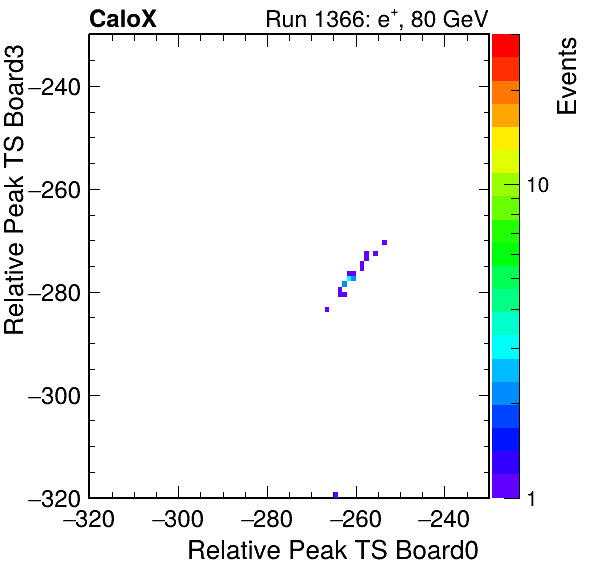 CaloX Run 1366: e⁺, 80 GeV
Relative Peak TS Board3
Events
−240
−260
−280
−300
−320
10
1
−320 −300 −280 −260 −240
Relative Peak TS Board0